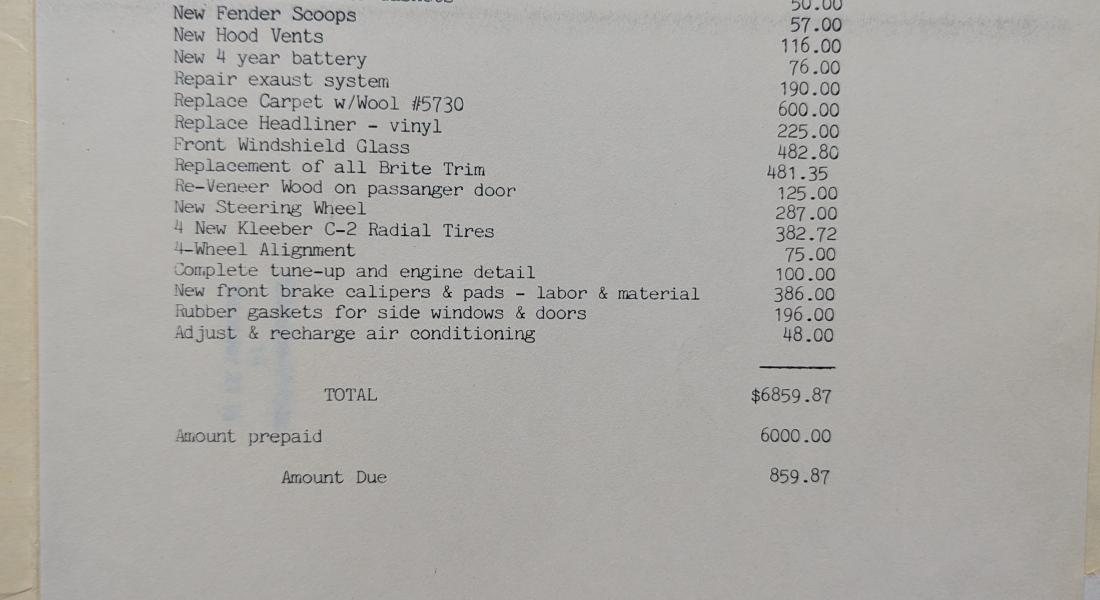 50.00
New Fender Scoops 57.00
New Hood Vents 116.00
New 4 year battery 76.00
Repair exaust system 190.00
Replace Carpet w/Wool #5730 600.00
Replace Headliner - vinyl 225.00
Front Windshield Glass 482.80
Replacement of all Brite Trim 481.35
Re-Veneer Wood on passanger door 125.00
New Steering Wheel 287.00
4 New Kleeber C-2 Radial Tires 382.72
4-Wheel Alignment 75.00
Complete tune-up and engine detail 100.00
New front brake calipers & pads - labor & material 386.00
Rubber gaskets for side windows & doors 196.00
Adjust & recharge air conditioning 48.00
TOTAL $6859.87
Amount prepaid 6000.00
Amount Due 859.87